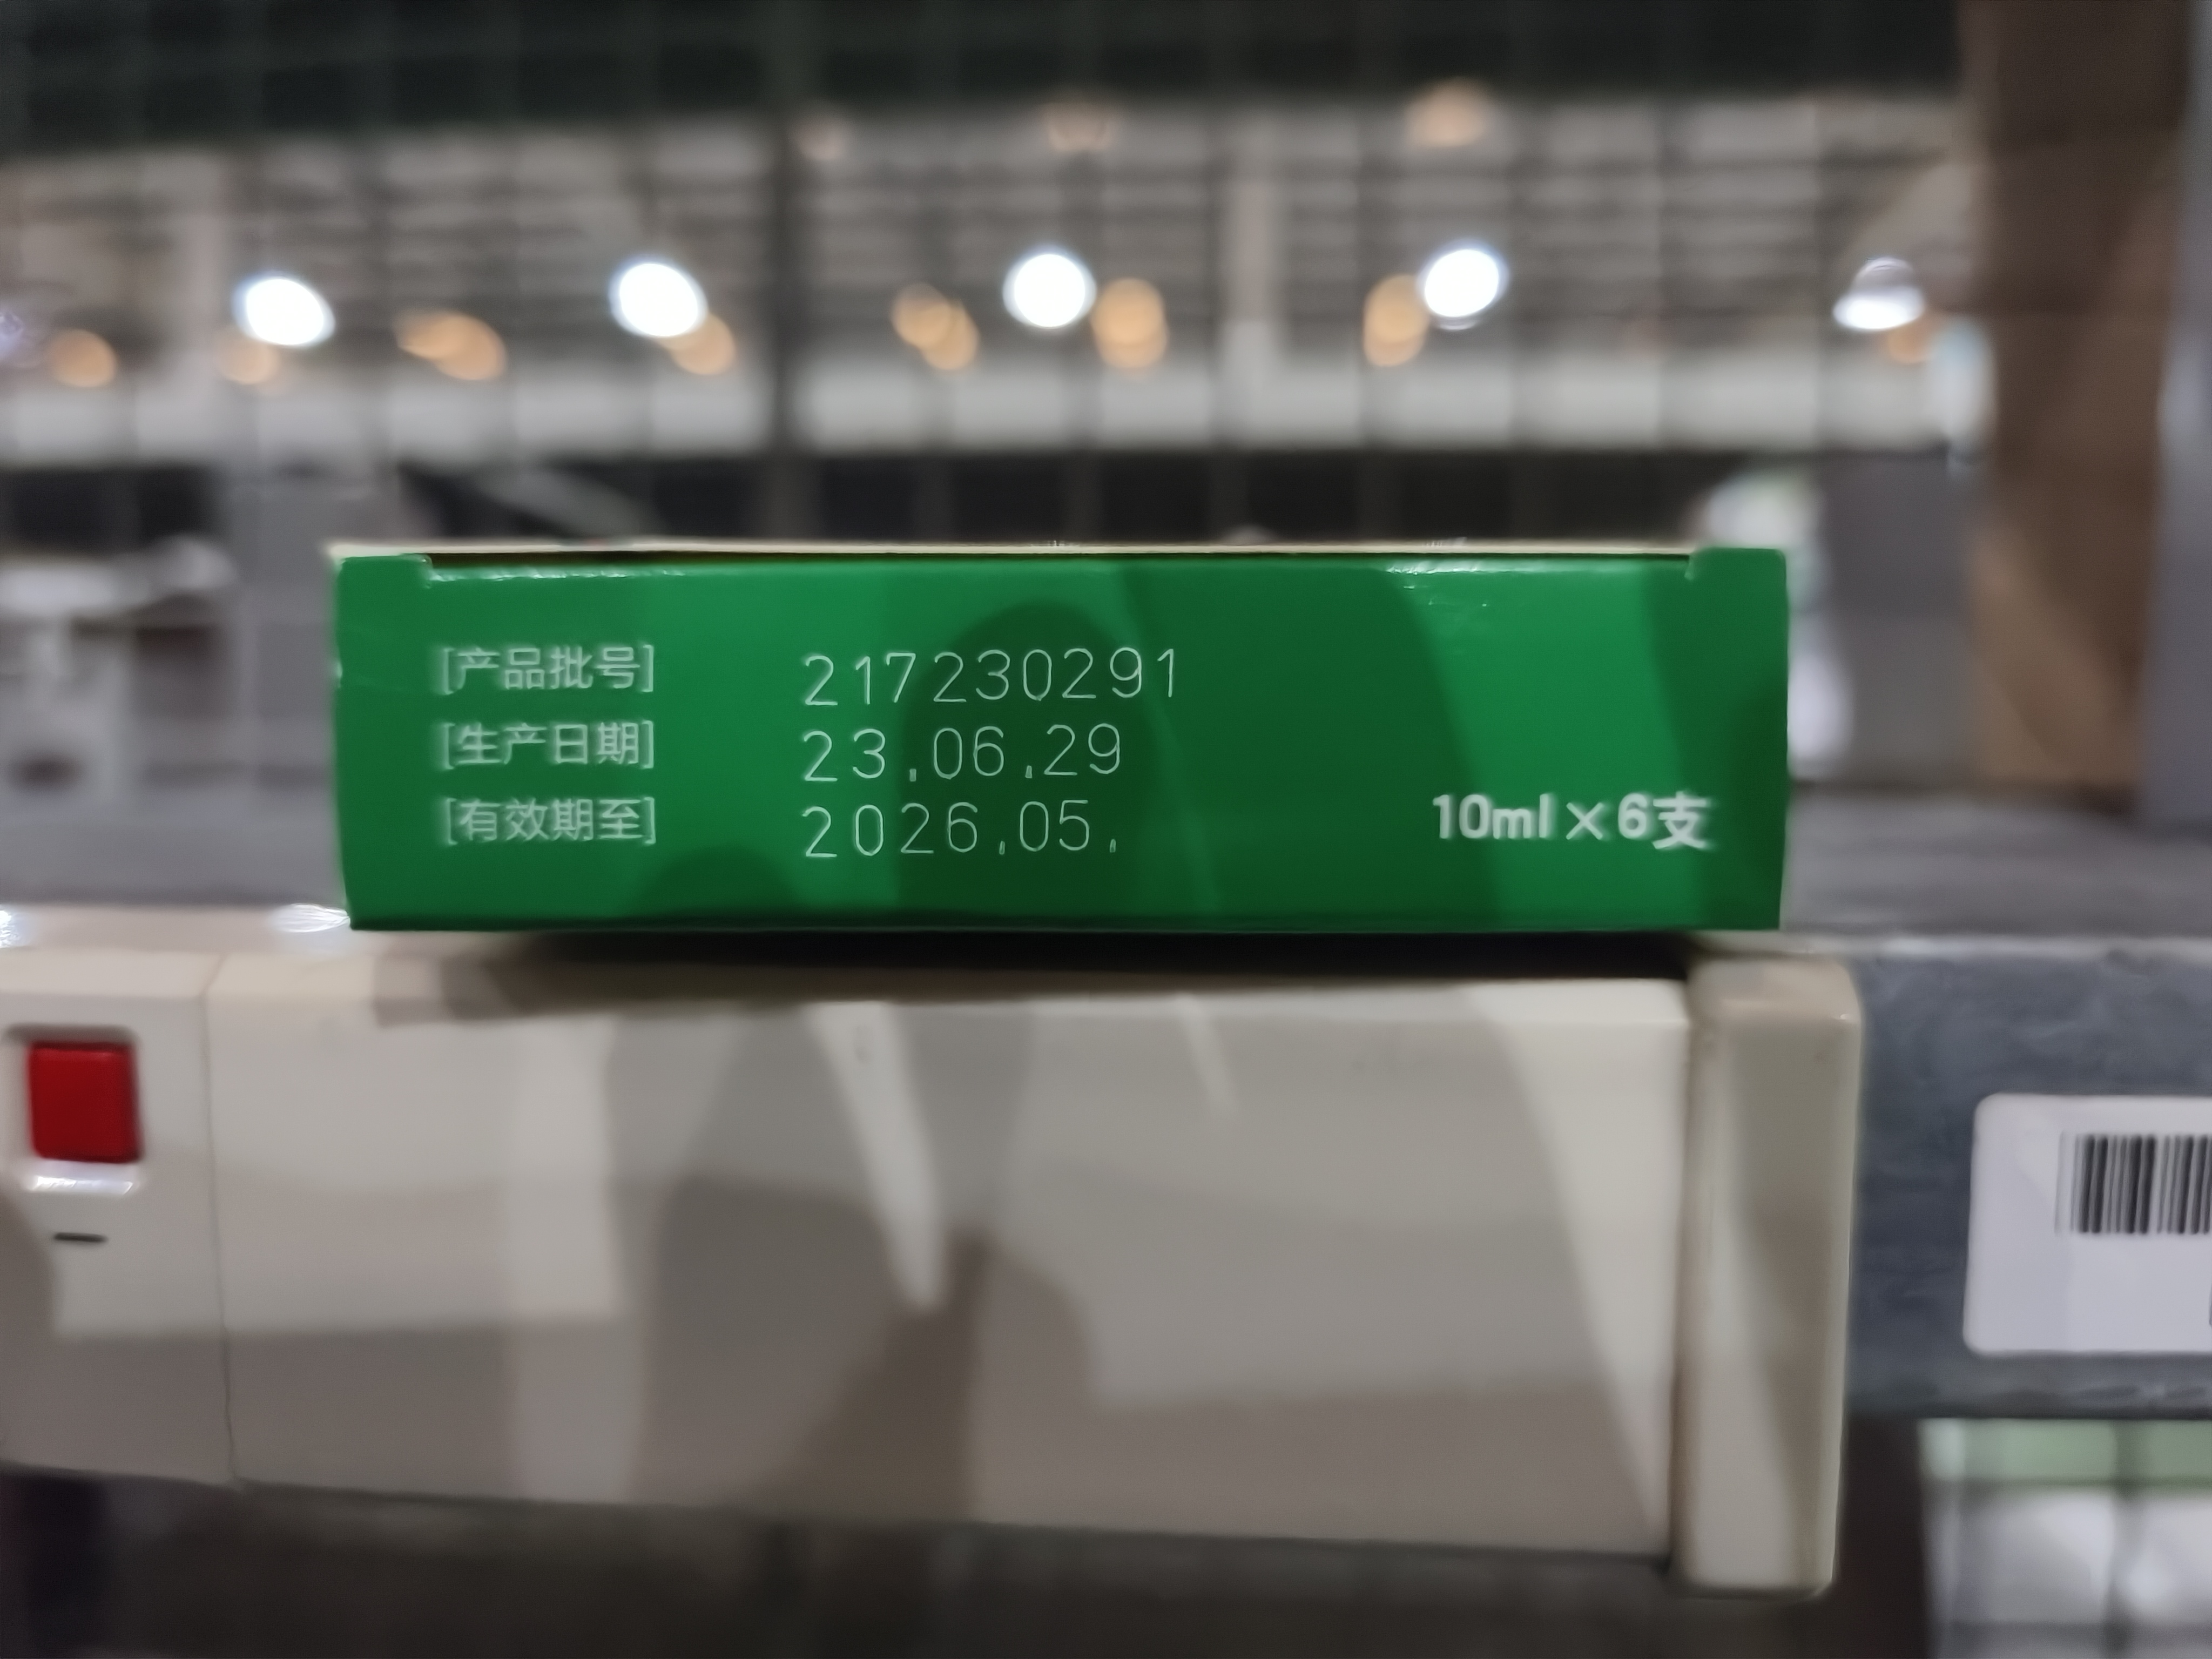 [产品批号] 217230291
[生产日期] 23.06.29
[有效期至] 2026.05.
10ml×6支